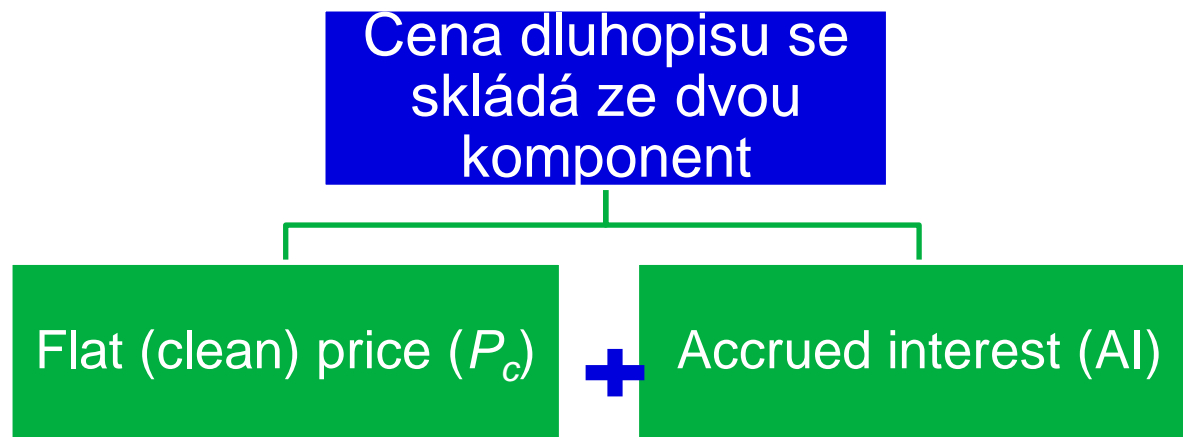 Cena dluhopisu se
skládá ze dvou
komponent
Flat (clean) price (Pc)
+
Accrued interest (AI)